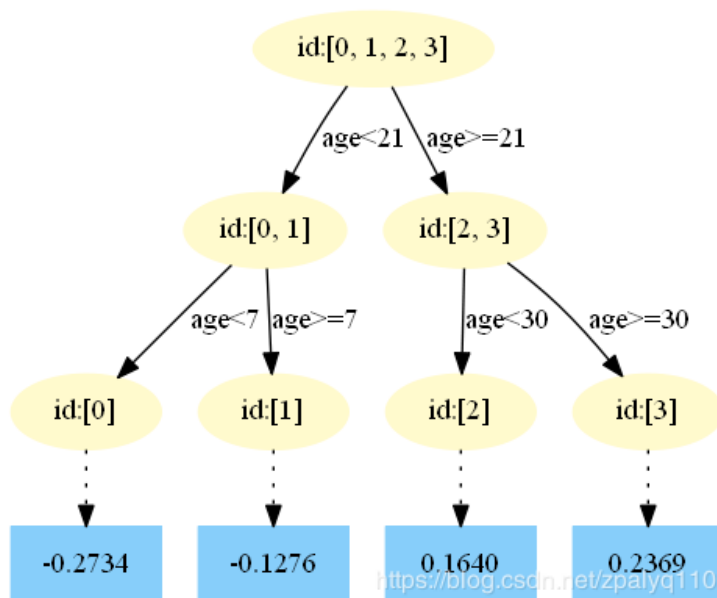 id:[0, 1, 2, 3]
age<21
age>=21
id:[0, 1]
id:[2, 3]
age<7
age>=7
age<30
age>=30
id:[0]
id:[1]
id:[2]
id:[3]
-0.2734
-0.1276
0.1640
0.2369
https://blog.csdn.net/zpalyq110